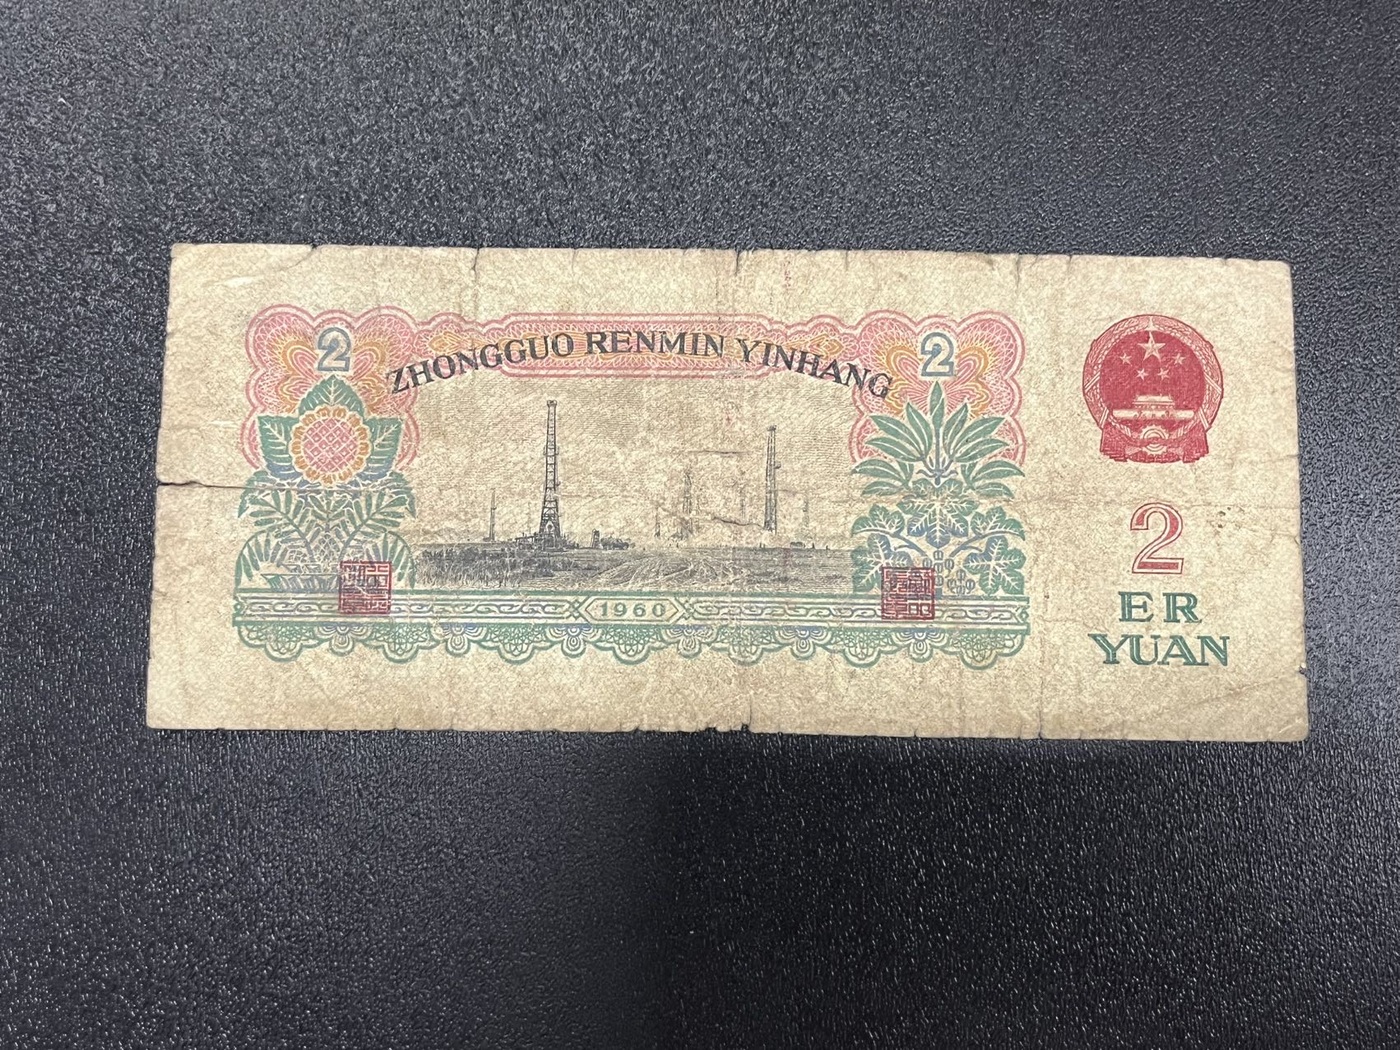 2 2
ZHONGGUO RENMIN YINHANG
1960
2
ER
YUAN